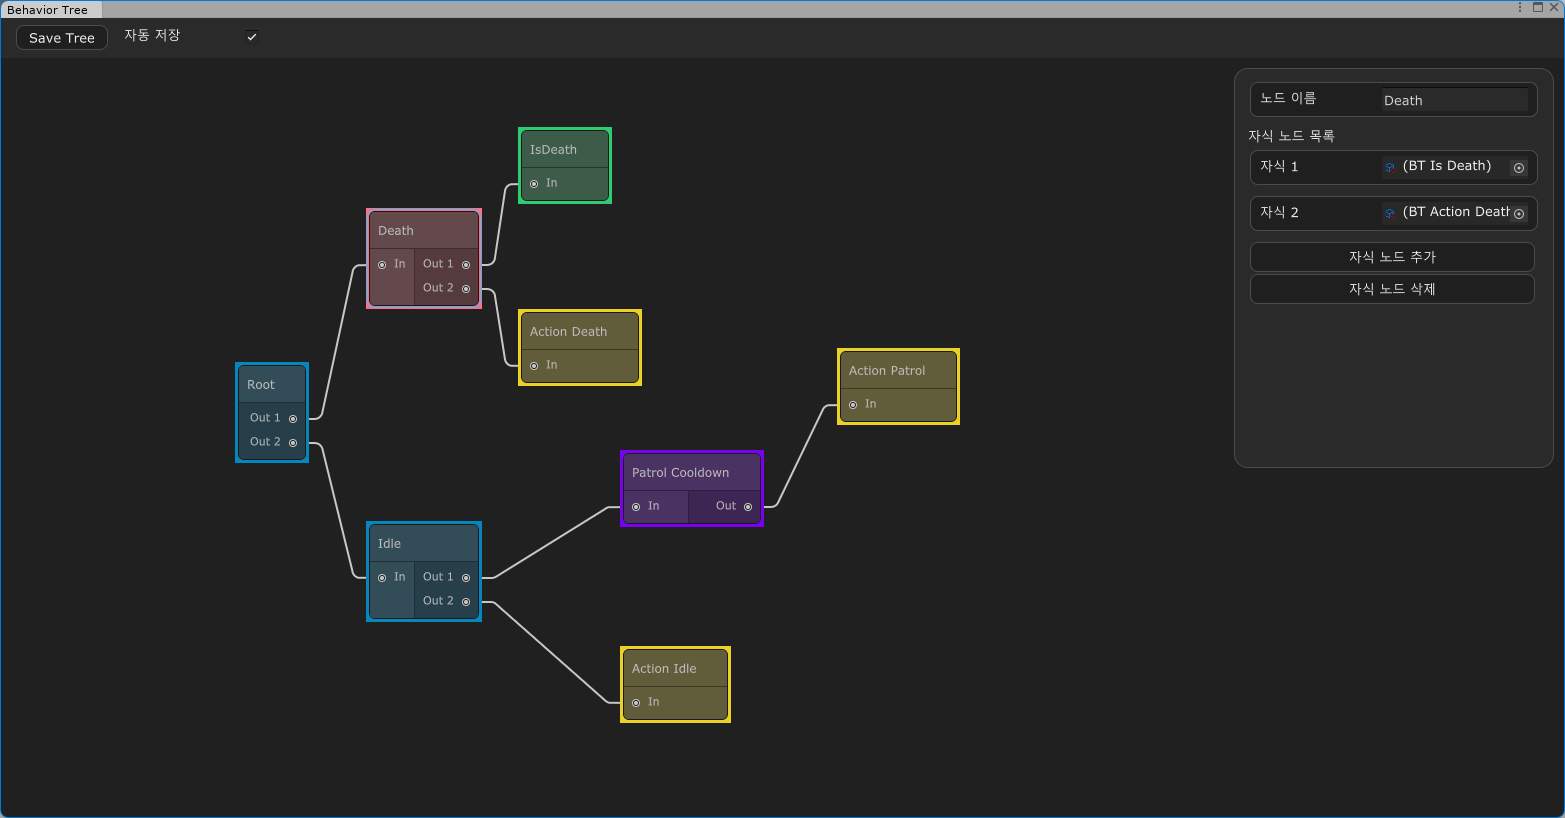 Behavior Tree
Save Tree
자동 저장
IsDeath
In
Death
In
Out 1
Out 2
Action Death
In
Root
Out 1
Out 2
Action Patrol
In
Patrol Cooldown
In
Out
Idle
In
Out 1
Out 2
Action Idle
In
노드 이름
Death
자식 노드 목록
자식 1
(BT Is Death)
자식 2
(BT Action Death
자식 노드 추가
자식 노드 삭제